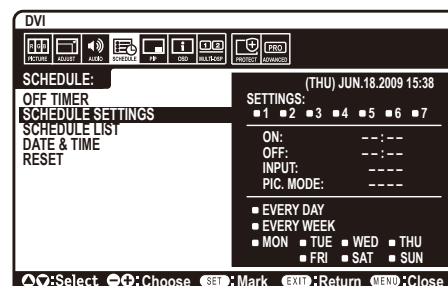 DVI
RGB
PICTURE ADJUST AUDIO SCHEDULE PIP OSD MULTI-DSP PROTECT ADVANCED
PRO
SCHEDULE:
OFF TIMER
SCHEDULE SETTINGS
SCHEDULE LIST
DATE & TIME
RESET
(THU) JUN.18.2009 15:38
SETTINGS:
1 2 3 4 5 6 7
ON: --:--
OFF: --:--
INPUT: ----
PIC. MODE: ----
EVERY DAY
EVERY WEEK
MON TUE WED THU
FRI SAT SUN
:Select :Choose SET :Mark EXIT :Return MENU :Close